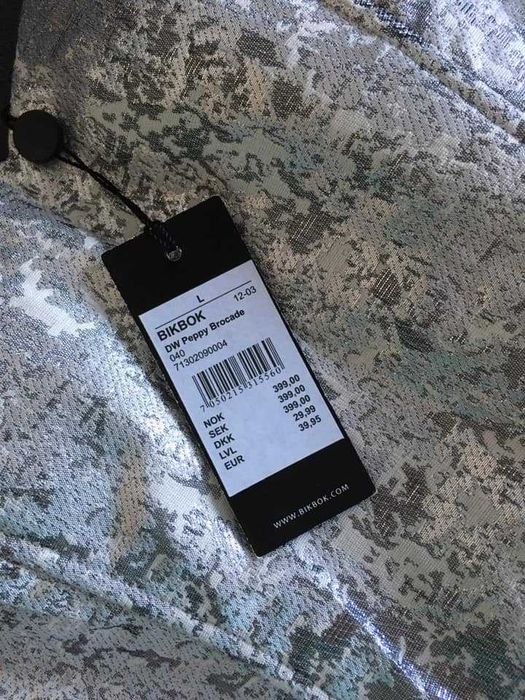 L
BIKBOK 12-03
DW Peppy Brocade
040
71302090004
7150215315560
NOK 399,00
SEK 399,00
DKK 399,00
LVL 29,99
EUR 39,95
WWW.BIKBOK.COM